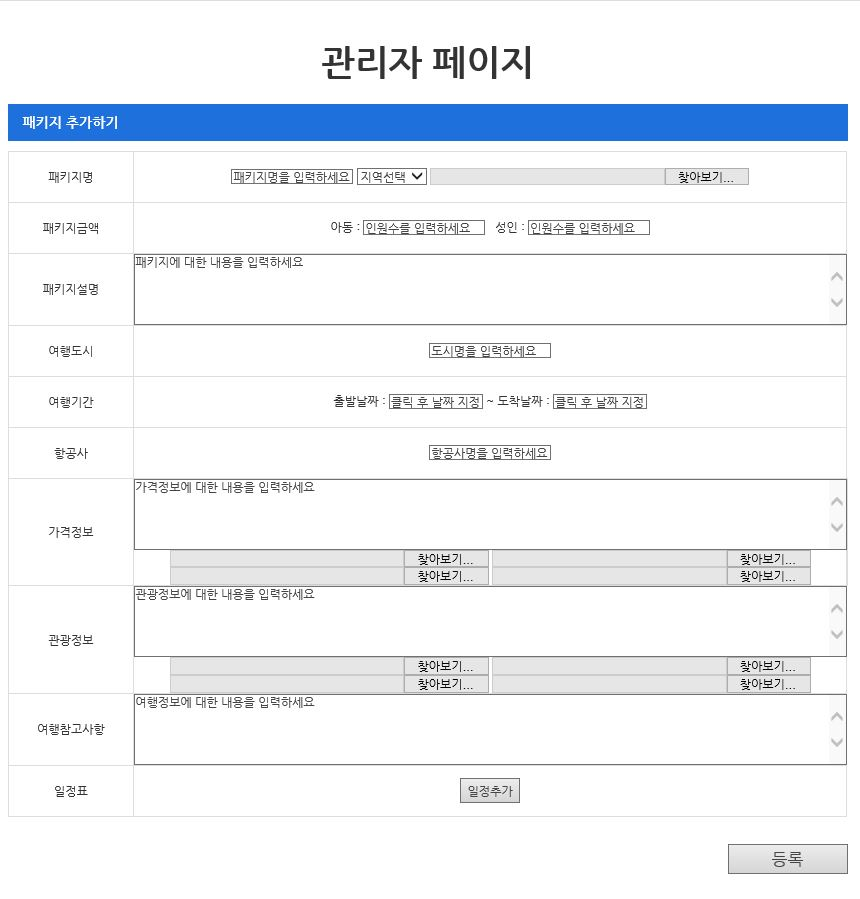 관리자 페이지
패키지 추가하기
패키지명 패키지명을 입력하세요 지역선택 찾아보기...
패키지금액 아동 : 인원수를 입력하세요 성인 : 인원수를 입력하세요
패키지에 대한 내용을 입력하세요
패키지설명
여행도시 도시명을 입력하세요
여행기간 출발날짜 : 클릭 후 날짜 지정 ~ 도착날짜 : 클릭 후 날짜 지정
항공사 항공사명을 입력하세요
가격정보에 대한 내용을 입력하세요
가격정보
찾아보기... 찾아보기...
찾아보기... 찾아보기...
관광정보에 대한 내용을 입력하세요
관광정보
찾아보기... 찾아보기...
찾아보기... 찾아보기...
여행정보에 대한 내용을 입력하세요
여행참고사항
일정표 일정추가
등록